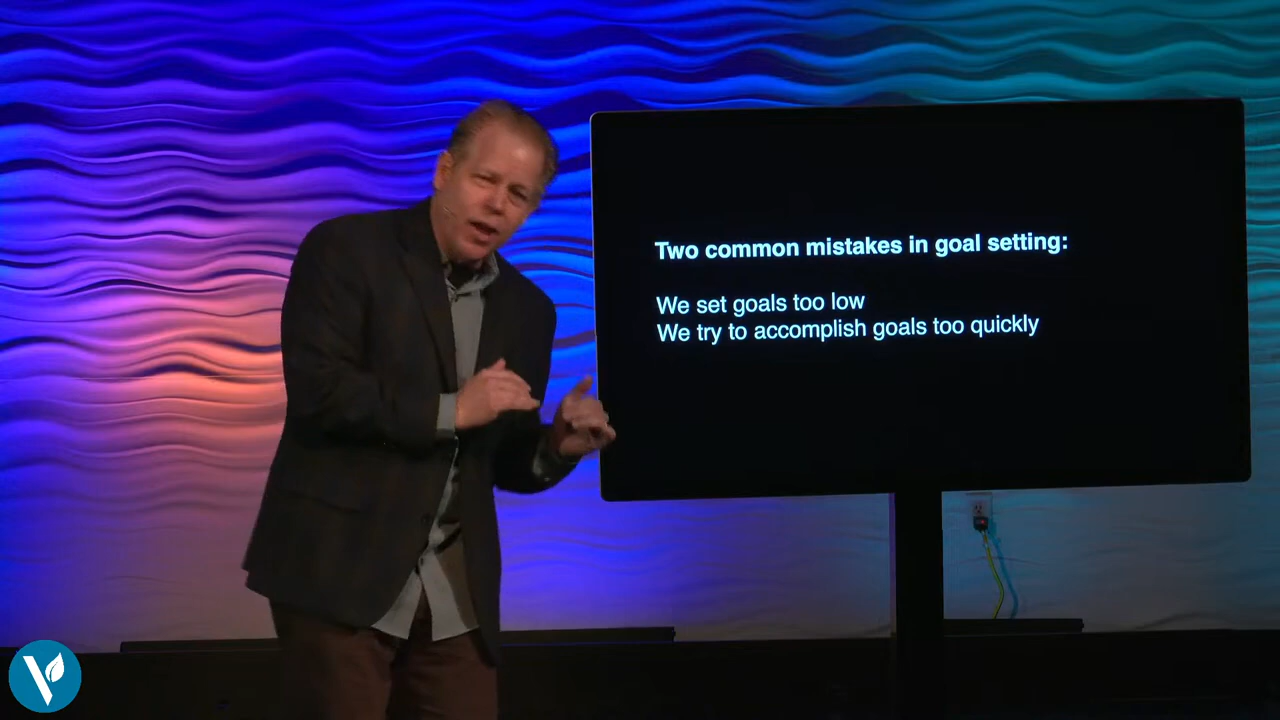 Two common mistakes in goal setting:
We set goals too low
We try to accomplish goals too quickly